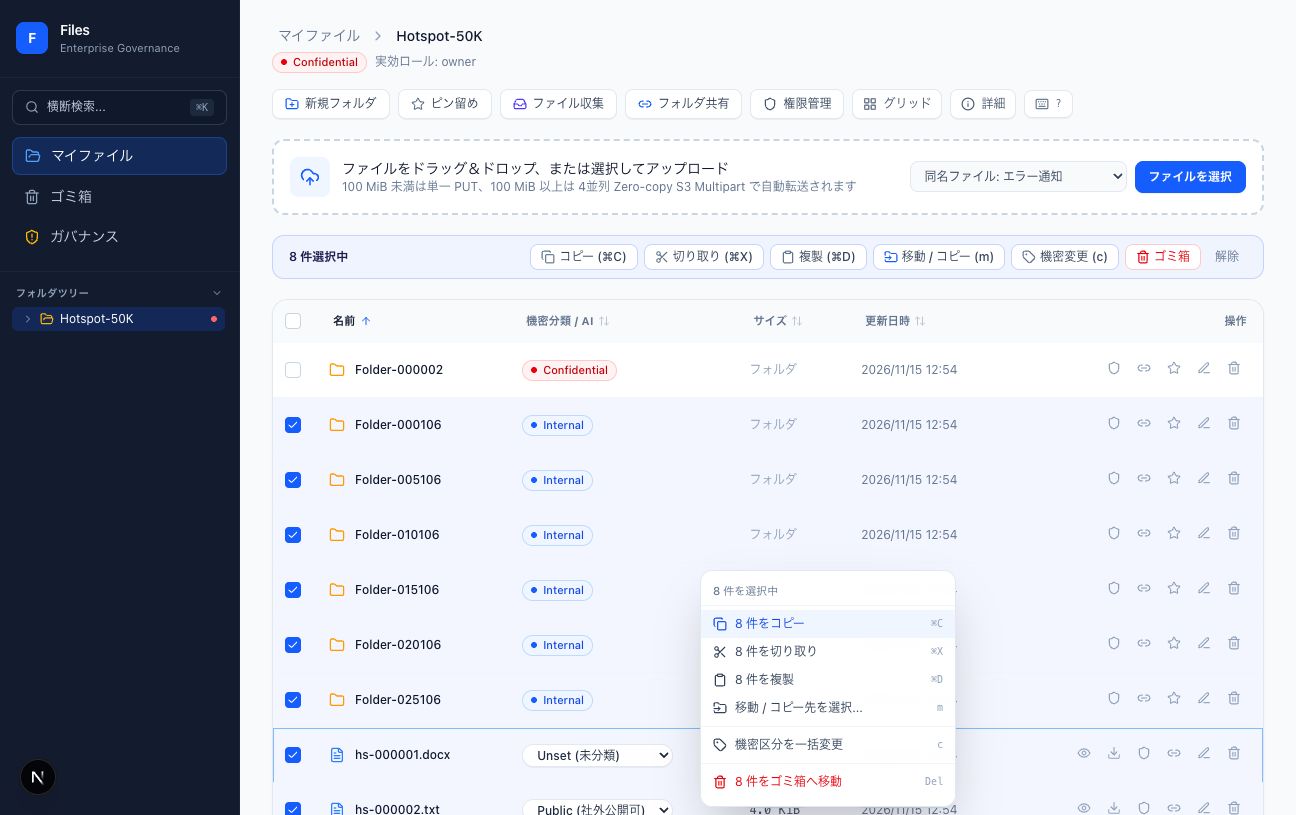 F
Files
Enterprise Governance
横断検索... ⌘K
マイファイル
ゴミ箱
ガバナンス
フォルダツリー
Hotspot-50K
N
マイファイル > Hotspot-50K
Confidential 実効ロール: owner
新規フォルダ ピン留め ファイル収集 フォルダ共有 権限管理 グリッド 詳細 ?
ファイルをドラッグ＆ドロップ、または選択してアップロード
100 MiB 未満は単一 PUT、100 MiB 以上は 4並列 Zero-copy S3 Multipart で自動転送されます
同名ファイル: エラー通知 ファイルを選択
8 件選択中 コピー (⌘C) 切り取り (⌘X) 複製 (⌘D) 移動 / コピー (m) 機密変更 (c) ゴミ箱 解除
名前 ↑ 機密分類 / AI ↑↓ サイズ ↑↓ 更新日時 ↑↓ 操作
Folder-000002 Confidential フォルダ 2026/11/15 12:54
Folder-000106 Internal フォルダ 2026/11/15 12:54
Folder-005106 Internal フォルダ 2026/11/15 12:54
Folder-010106 Internal フォルダ 2026/11/15 12:54
Folder-015106 Internal
Folder-020106 Internal
Folder-025106 Internal
hs-000001.docx Unset (未分類)
hs-000002.txt Public (社外公開可) 4.0 KiB 2026/11/15 12:54
8 件を選択中
8 件をコピー ⌘C
8 件を切り取り ⌘X
8 件を複製 ⌘D
移動 / コピー先を選択... m
機密区分を一括変更 c
8 件をゴミ箱へ移動 Del